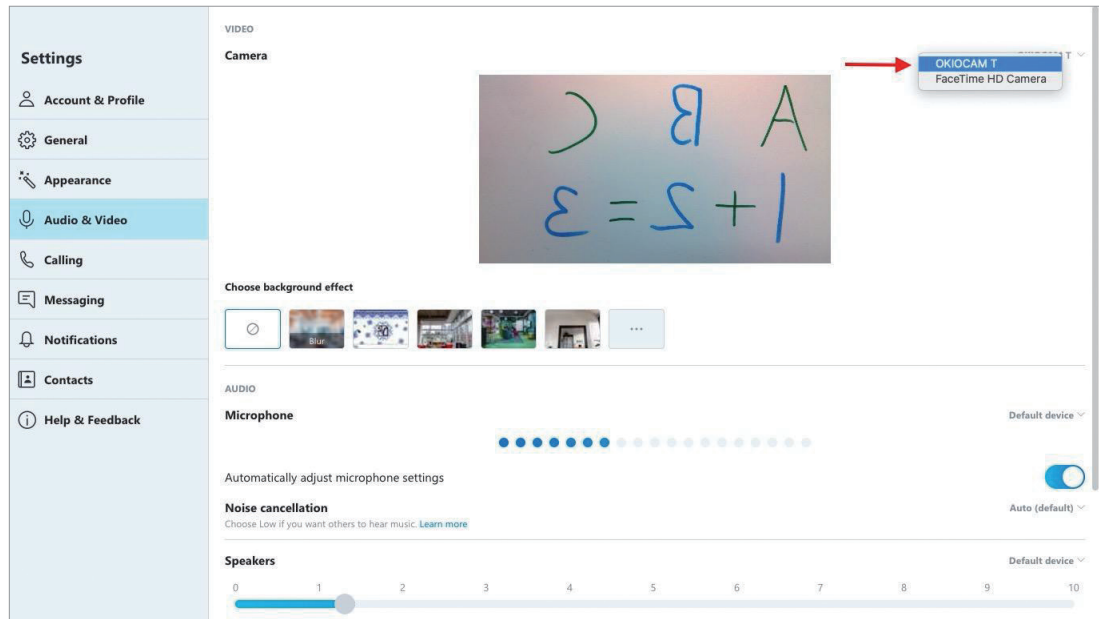 VIDEO
Settings
Camera
OKIOCAM T
FaceTime HD Camera
A B C
1 + 2 = 3
Account & Profile
General
Appearance
Audio & Video
Calling
Messaging
Notifications
Contacts
Help & Feedback
Choose background effect
Blur
AUDIO
Microphone
Default device
Automatically adjust microphone settings
Noise cancellation
Auto (default)
Choose Low if you want others to hear music. Learn more
Speakers
Default device
0 1 2 3 4 5 6 7 8 9 10